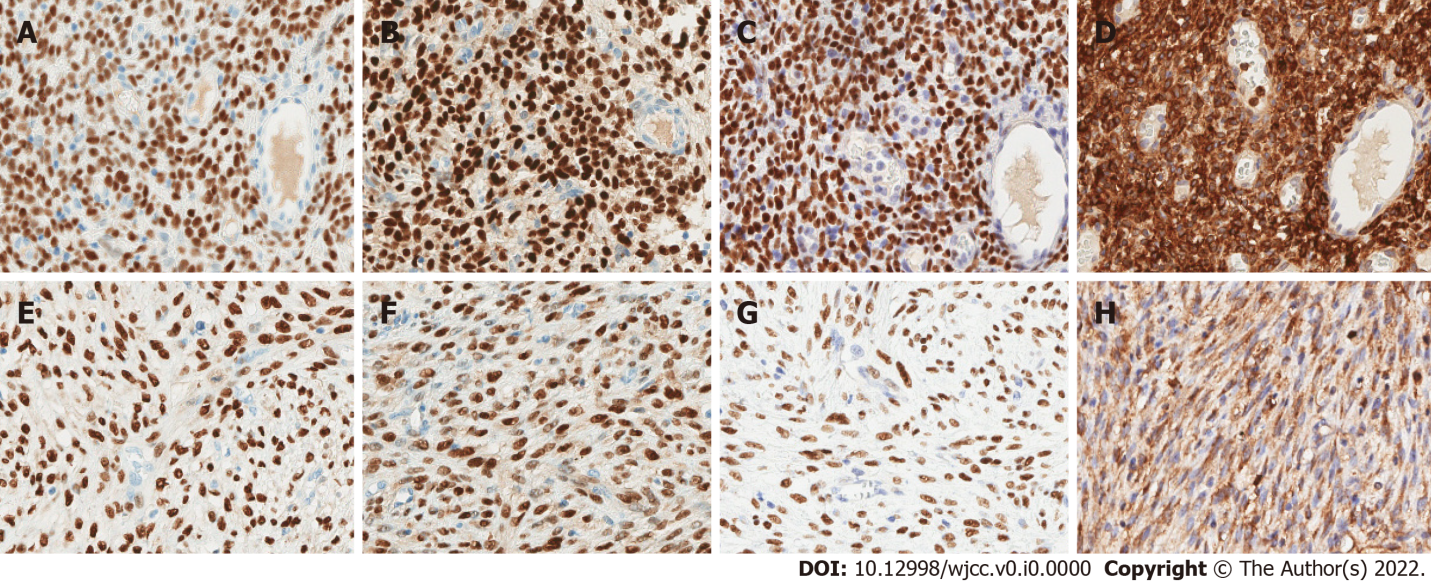 A
B
C
D
E
F
G
H
DOI: 10.12998/wjcc.v0.i0.0000 Copyright © The Author(s) 2022.